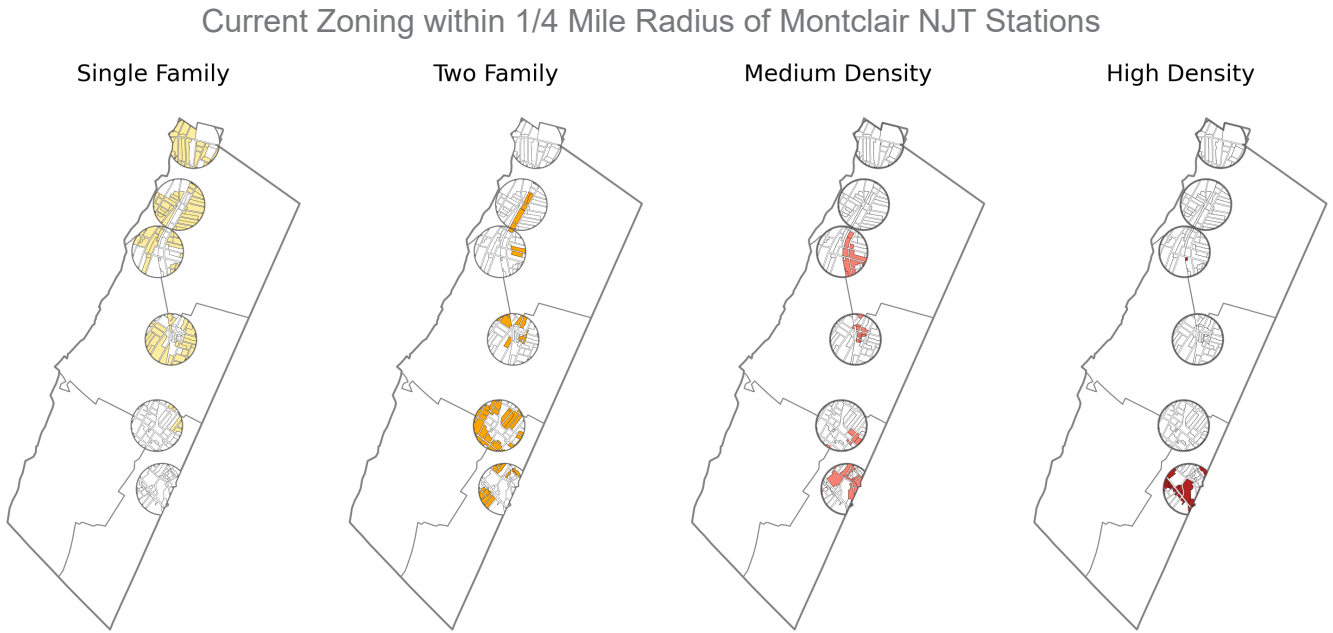 Current Zoning within 1/4 Mile Radius of Montclair NJT Stations
Single Family
Two Family
Medium Density
High Density